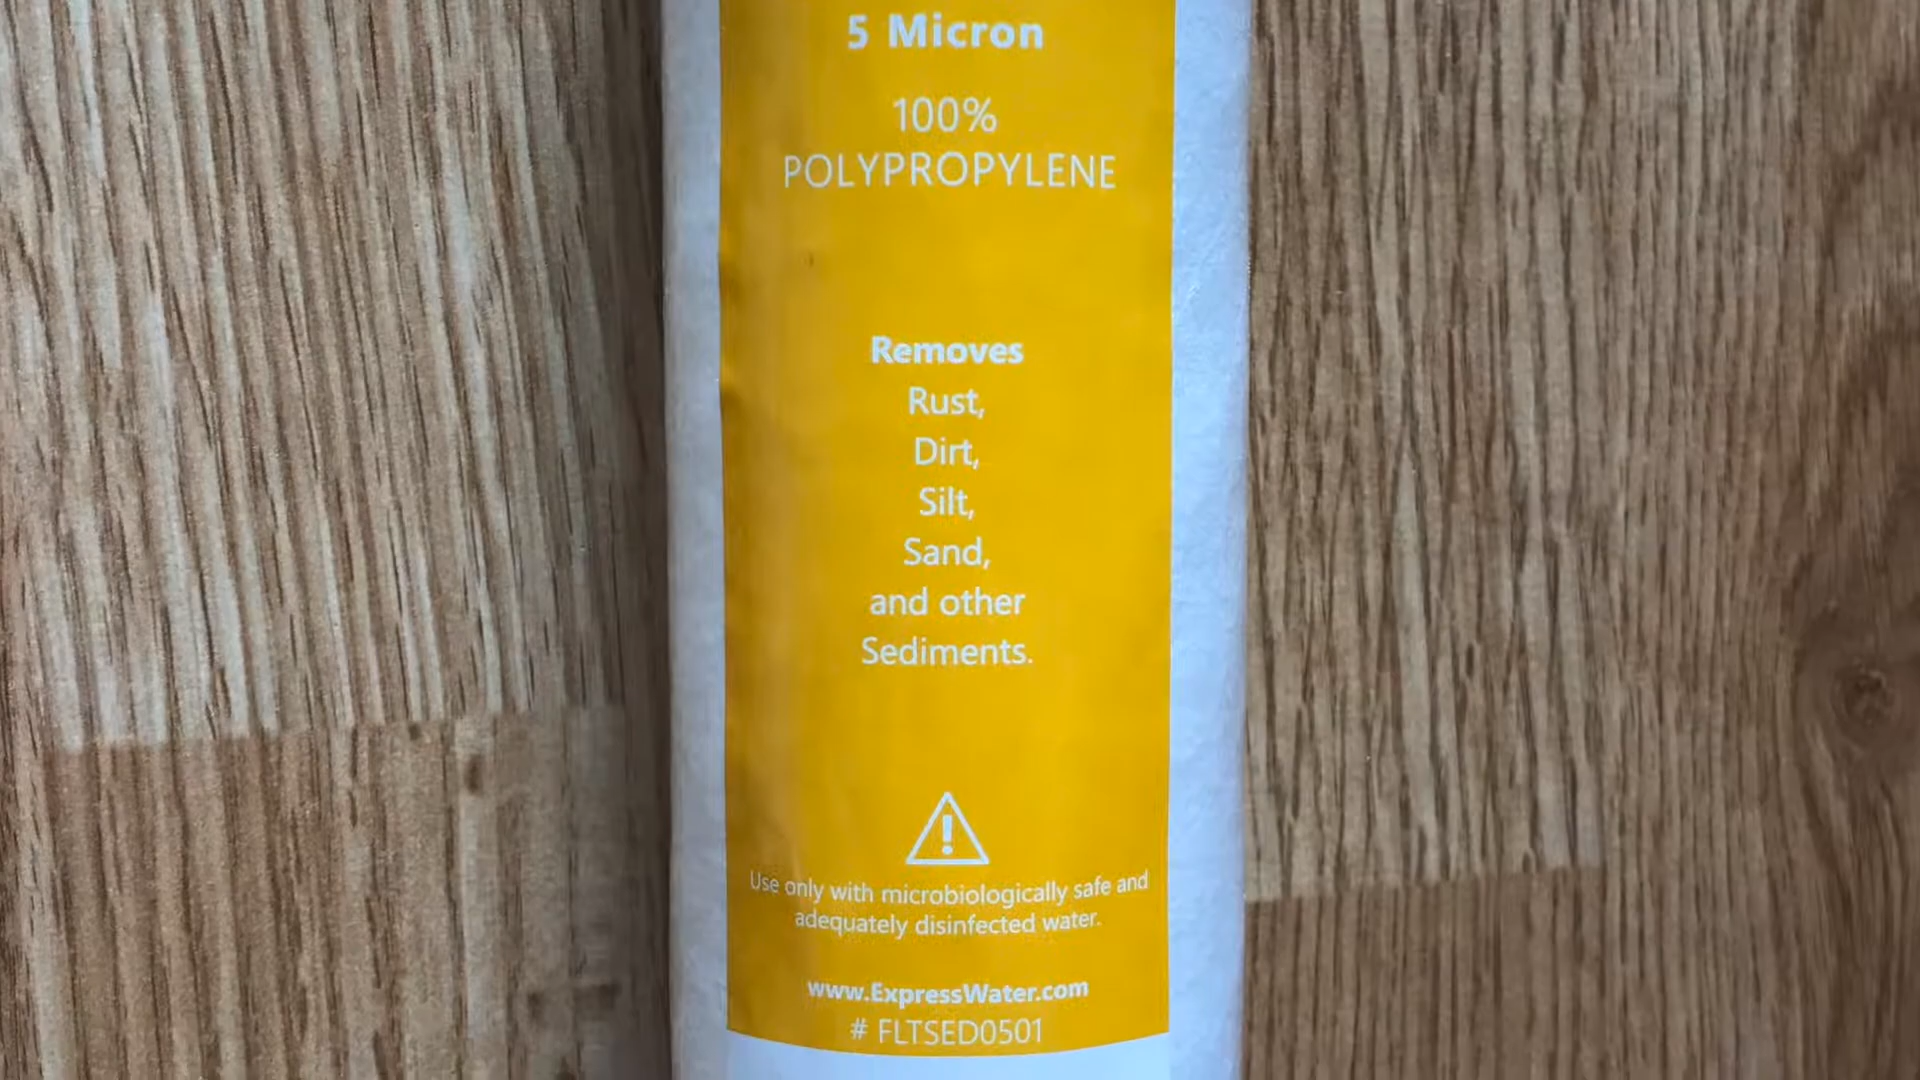 5 Micron
100%
POLYPROPYLENE
Removes
Rust,
Dirt,
Silt,
Sand,
and other
Sediments.
Use only with microbiologically safe and
adequately disinfected water.
www.ExpressWater.com
# FLTSED0501